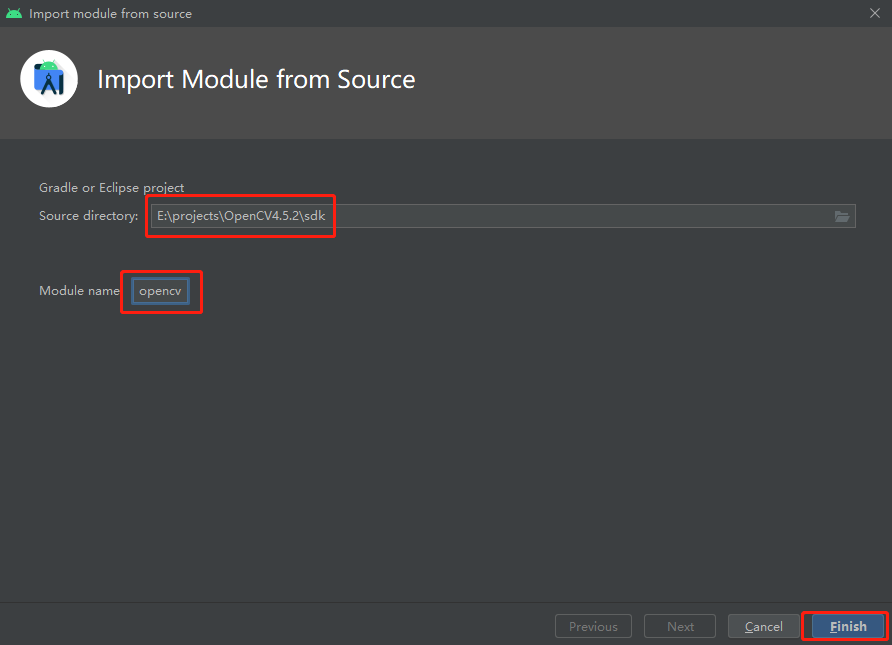 Import module from source
Import Module from Source
Gradle or Eclipse project
Source directory: E:\projects\OpenCV4.5.2\sdk
Module name opencv
Previous Next Cancel Finish